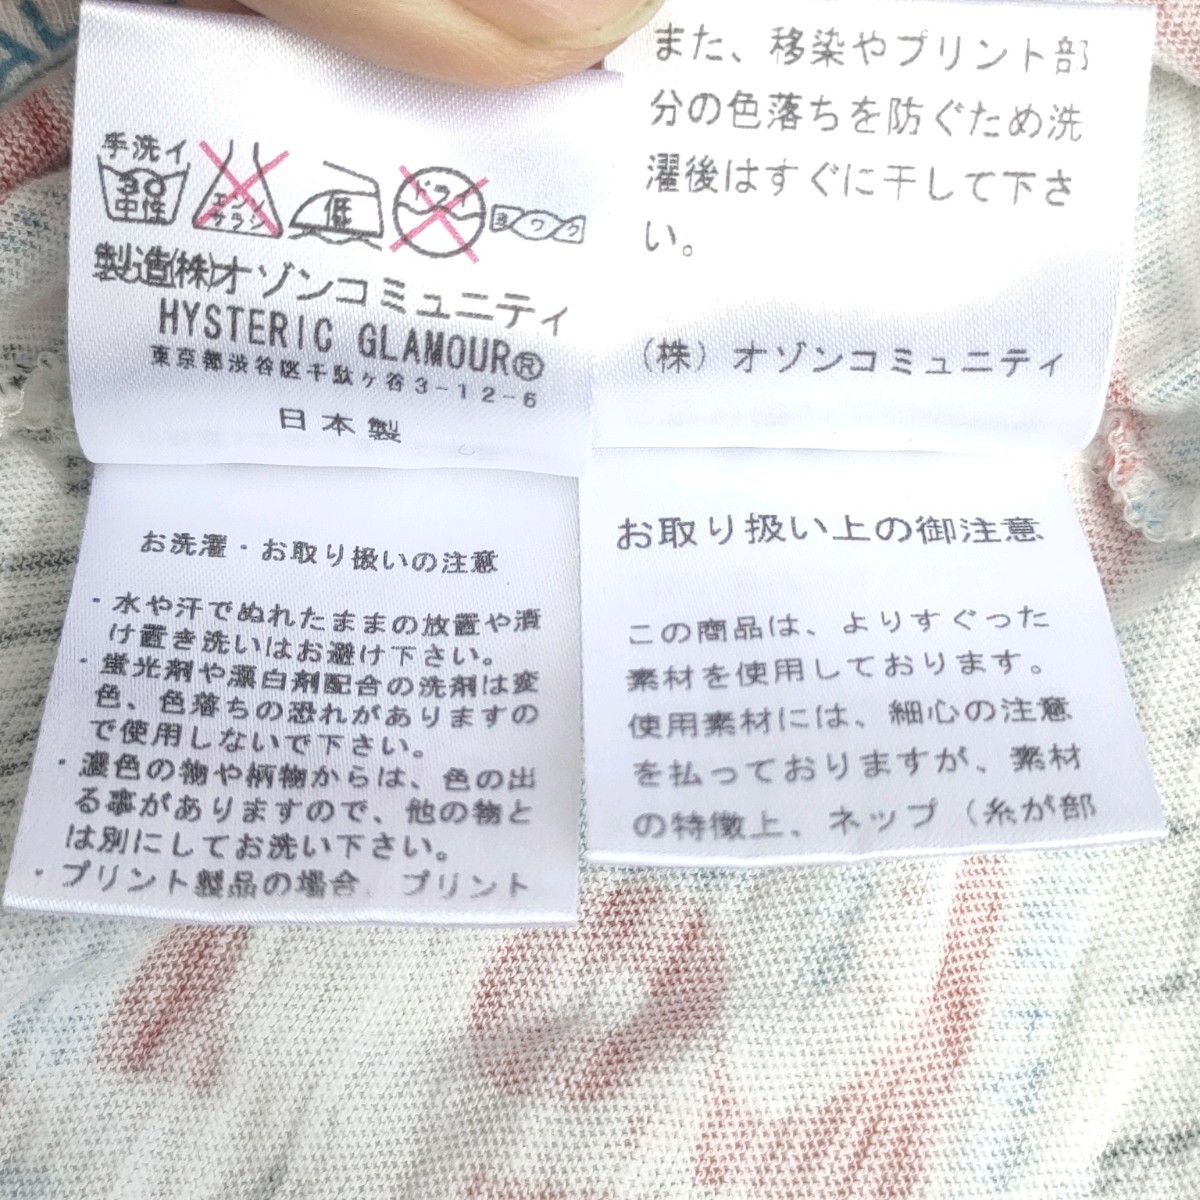 手洗イ
30
中性
エンソ
サラシ
低
ドライ
ヨワク
製造(株)オゾンコミュニティ
HYSTERIC GLAMOUR®
東京都渋谷区千駄ヶ谷3-12-6
日本製
お洗濯・お取り扱いの注意
・水や汗でぬれたままの放置や漬
け置き洗いはお避け下さい。
・蛍光剤や漂白剤配合の洗剤は変
色、色落ちの恐れがありますの
で使用しないで下さい。
・濃色の物や柄物からは、色の出
る事がありますので、他の物と
は別にしてお洗い下さい。
・プリント製品の場合、プリント
また、移染やプリント部
分の色落ちを防ぐため洗
濯後はすぐに干して下さ
い。
(株)オゾンコミュニティ
お取り扱い上の御注意
この商品は、よりすぐった
素材を使用しております。
使用素材には、細心の注意
を払っておりますが、素材
の特徴上、ネップ(糸が部